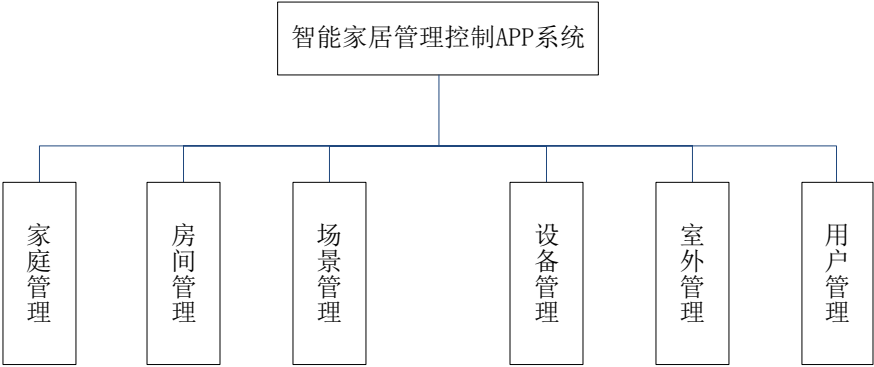 智能家居管理控制APP系统
家庭管理
房间管理
场景管理
设备管理
室外管理
用户管理